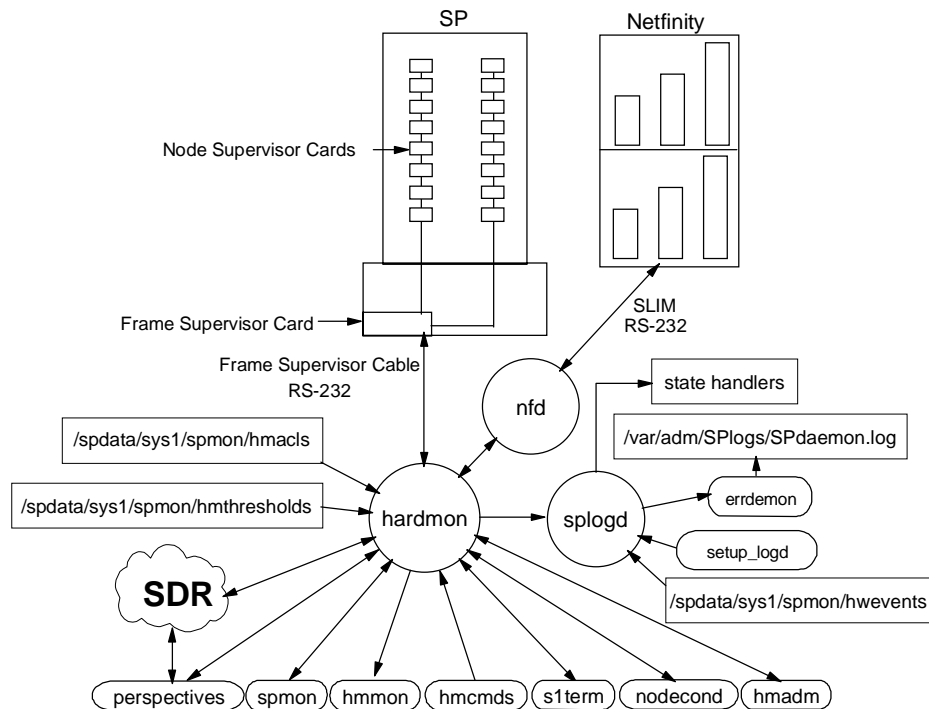 SP
Netfinity
Node Supervisor Cards
SLIM
RS-232
Frame Supervisor Card
Frame Supervisor Cable
RS-232
state handlers
nfd
/spdata/sys1/spmon/hmacls
/var/adm/SPlogs/SPdaemon.log
/spdata/sys1/spmon/hmthresholds
hardmon
splogd
errdemon
setup_logd
SDR
/spdata/sys1/spmon/hwevents
perspectives
spmon
hmmon
hmcmds
s1term
nodecond
hmadm